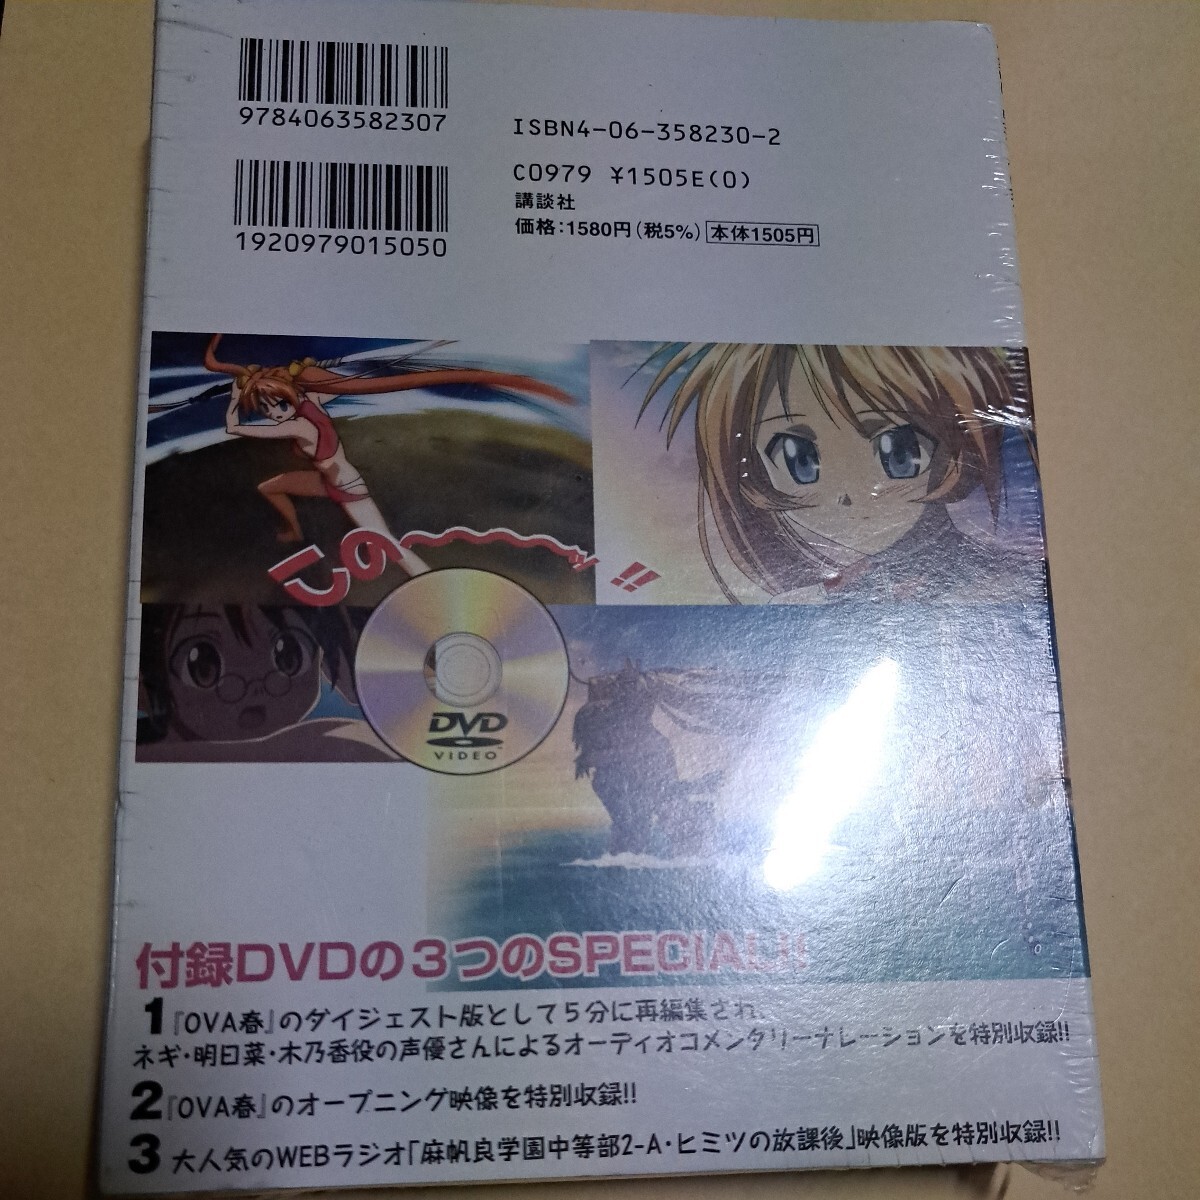 9784063582307
ISBN4-06-358230-2
C0979 ¥1505E(0)
1920979015050
講談社
価格:1580円(税5%) 本体1505円
この〜〜〜ッ!!
DVD
VIDEO
付録DVDの3つのSPECIAL!!
1『OVA春』のダイジェスト版として5分に再編集され、
ネギ・明日菜・木乃香役の声優さんによるオーディオコメンタリーナレーションを特別収録!!
2『OVA春』のオープニング映像を特別収録!!
3 大人気のWEBラジオ「麻帆良学園中等部2-A・ヒミツの放課後」映像版を特別収録!!